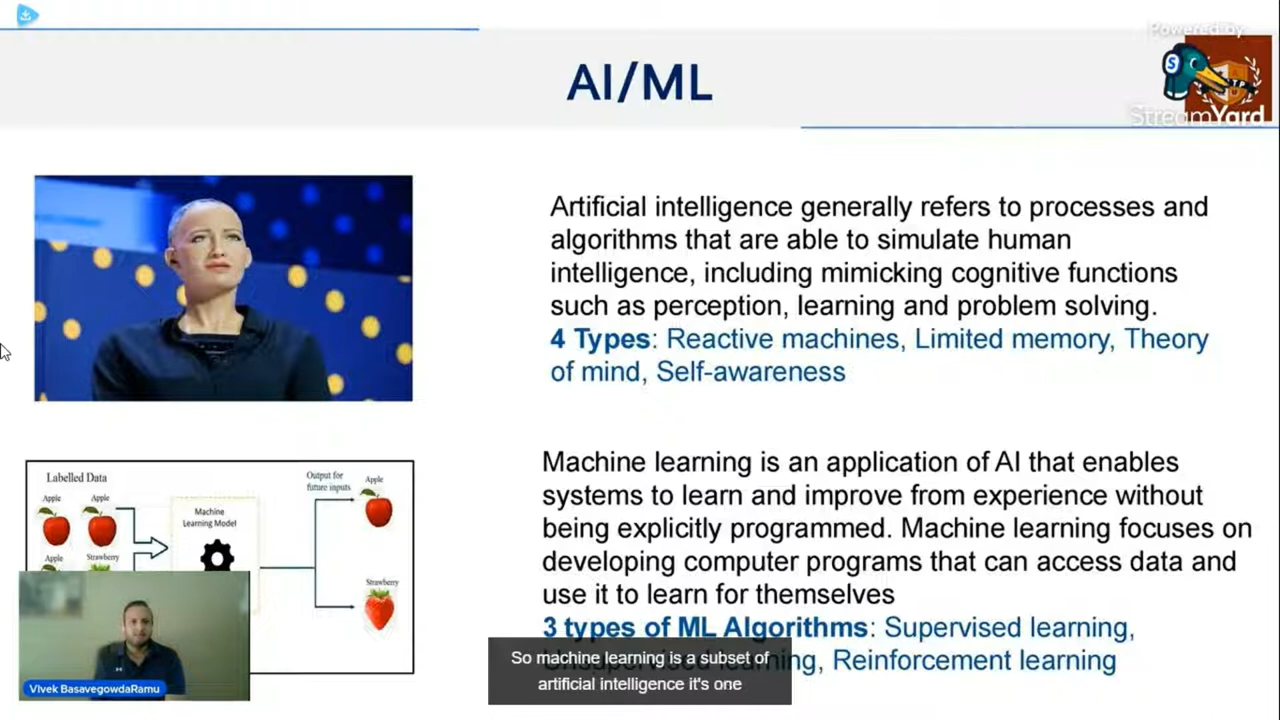 Powered by
StreamYard
AI/ML
Artificial intelligence generally refers to processes and
algorithms that are able to simulate human
intelligence, including mimicking cognitive functions
such as perception, learning and problem solving.
4 Types: Reactive machines, Limited memory, Theory
of mind, Self-awareness
Labelled Data
Apple Apple
Apple Strawberry
Machine
Learning Model
Output for
future inputs
Apple
Strawberry
Machine learning is an application of AI that enables
systems to learn and improve from experience without
being explicitly programmed. Machine learning focuses on
developing computer programs that can access data and
use it to learn for themselves
3 types of ML Algorithms: Supervised learning,
Unsupervised learning, Reinforcement learning
So machine learning is a subset of
artificial intelligence it's one
Vivek BasavegowdaRamu